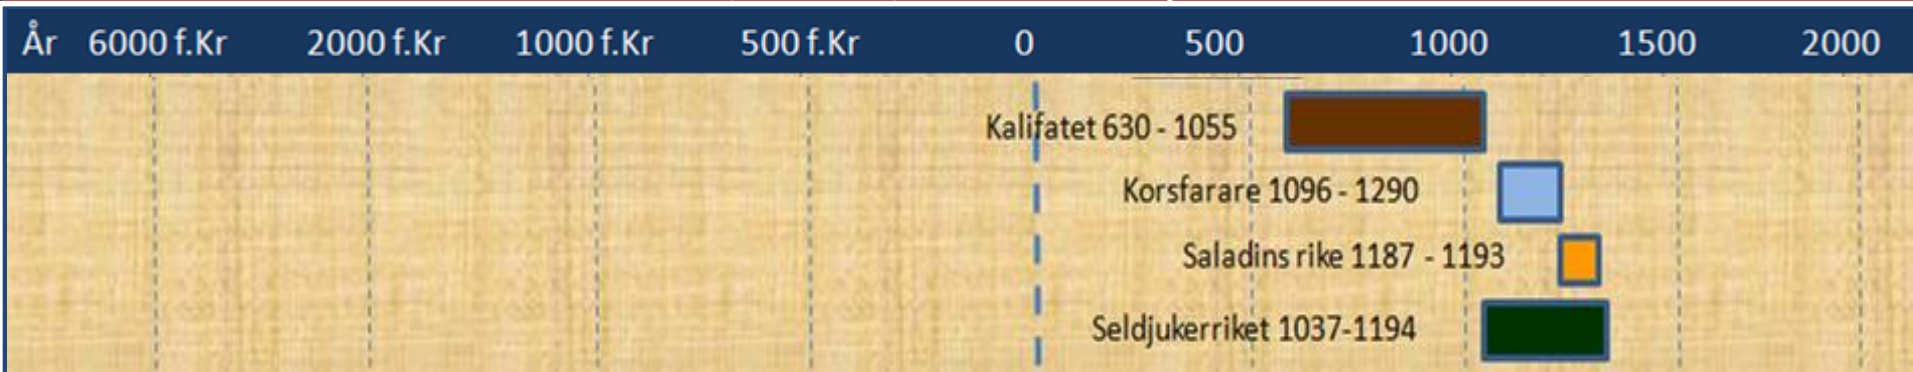 År 6000 f.Kr 2000 f.Kr 1000 f.Kr 500 f.Kr 0 500 1000 1500 2000
Kalifatet 630 - 1055
Korsfarare 1096 - 1290
Saladins rike 1187 - 1193
Seldjukerriket 1037-1194